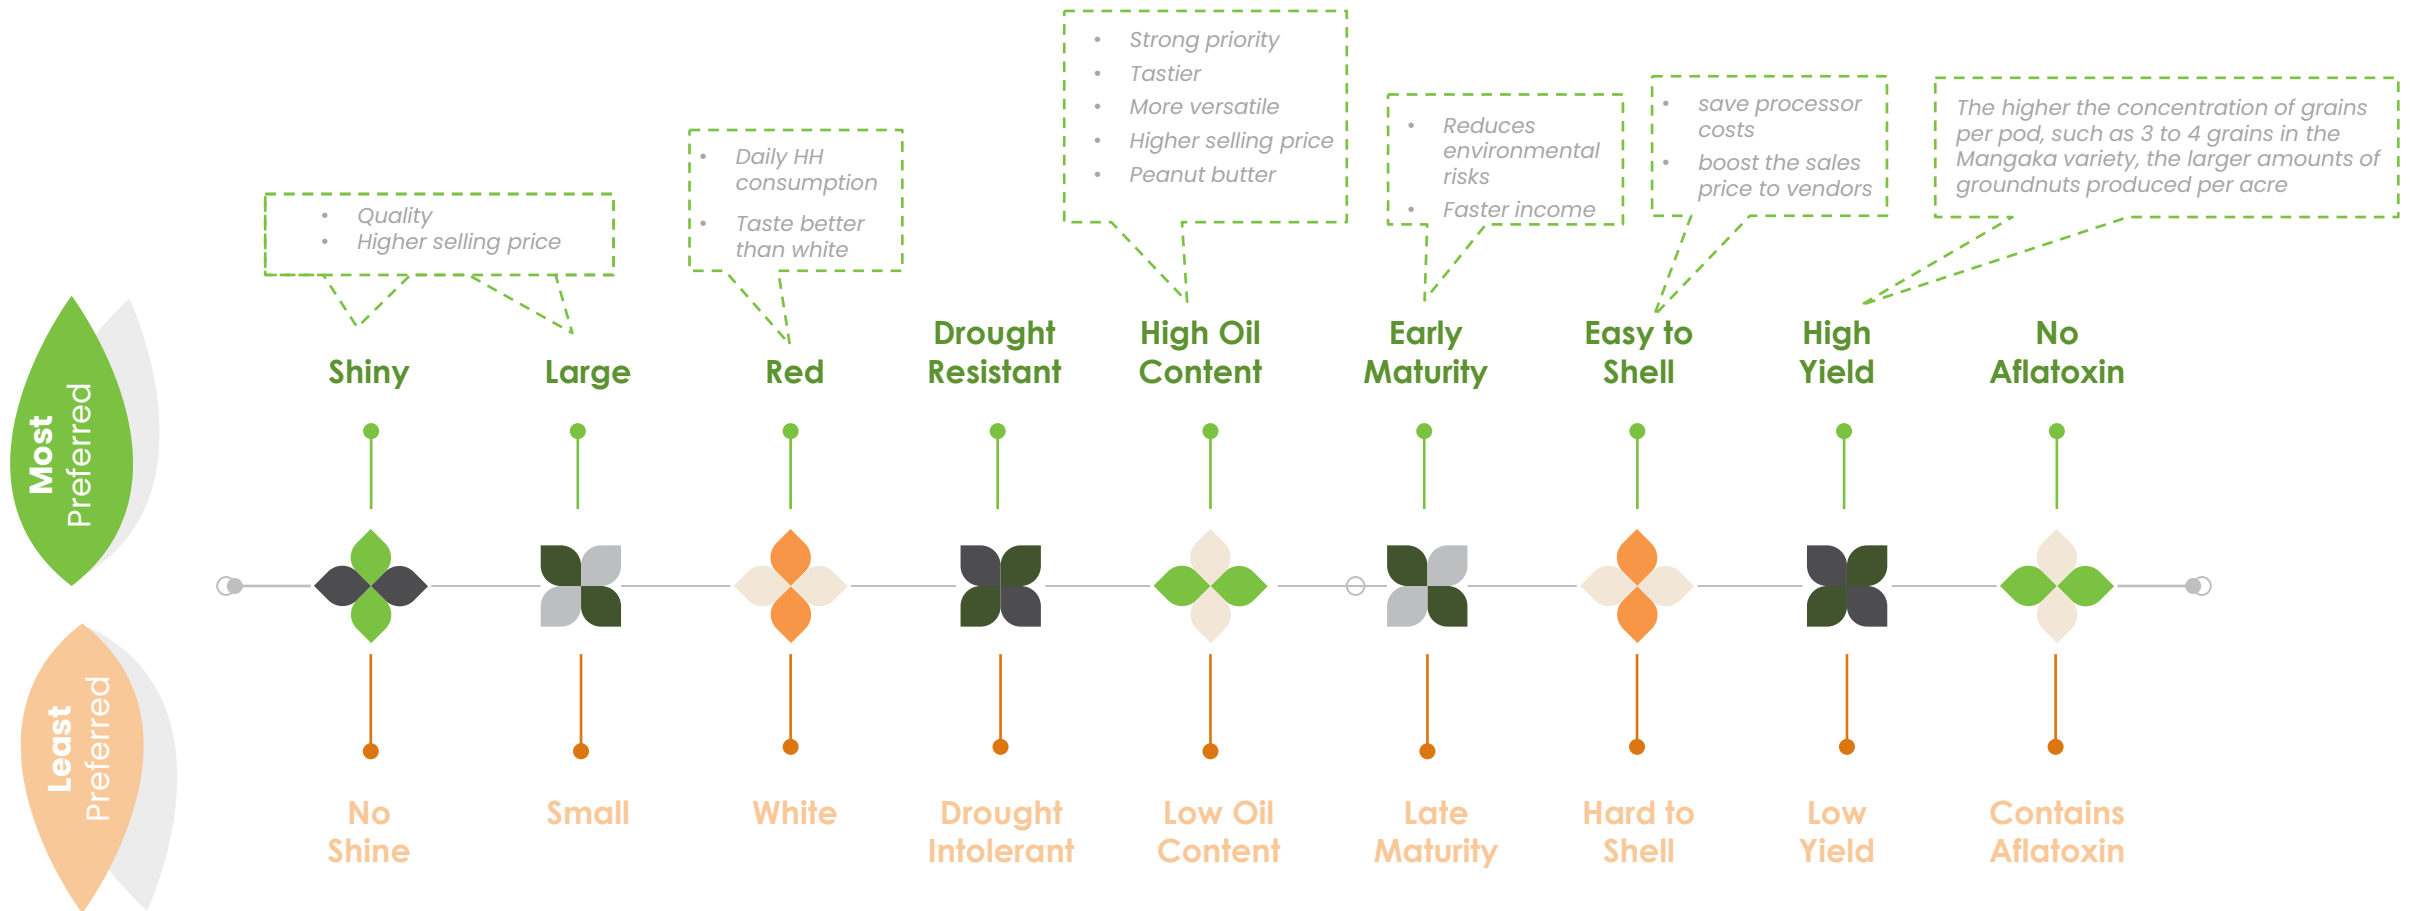 • Quality
• Higher selling price
• Daily HH
consumption
• Taste better
than white
• Strong priority
• Tastier
• More versatile
• Higher selling price
• Peanut butter
• Reduces
environmental
risks
• Faster income
• save processor
costs
• boost the sales
price to vendors
The higher the concentration of grains
per pod, such as 3 to 4 grains in the
Mangaka variety, the larger amounts of
groundnuts produced per acre
Most
Preferred
Shiny
Large
Red
Drought
Resistant
High Oil
Content
Early
Maturity
Easy to
Shell
High
Yield
No
Aflatoxin
Least
Preferred
No
Shine
Small
White
Drought
Intolerant
Low Oil
Content
Late
Maturity
Hard to
Shell
Low
Yield
Contains
Aflatoxin